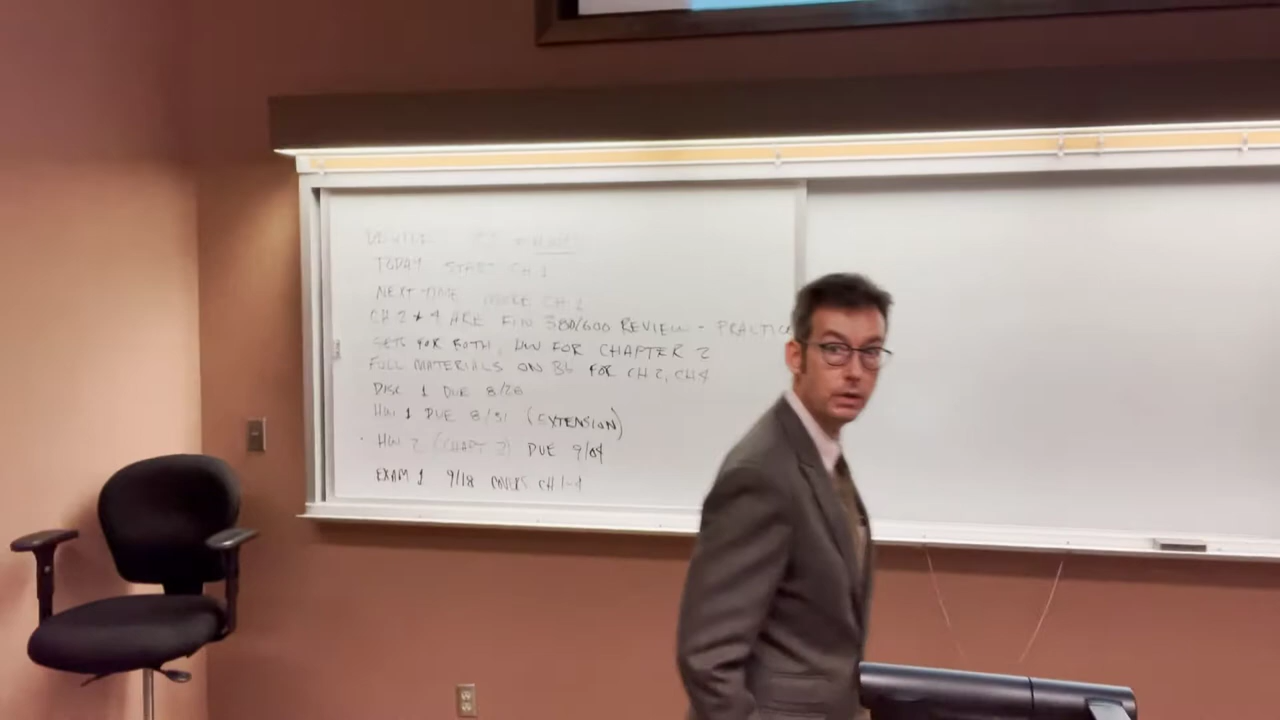 TODAY START CH. 1
NEXT TIME MORE CH 1
CH 2 + 4 ARE FIN 380/600 REVIEW - PRACTICE
SETS FOR BOTH, HW FOR CHAPTER 2
FULL MATERIALS ON BB FOR CH 2, CH4
DISC 1 DUE 8/28
HW 1 DUE 8/31 (EXTENSION)
HW 2 (CHAPT 2) DUE 9/04
EXAM 1 9/18 COVERS CH 1-4